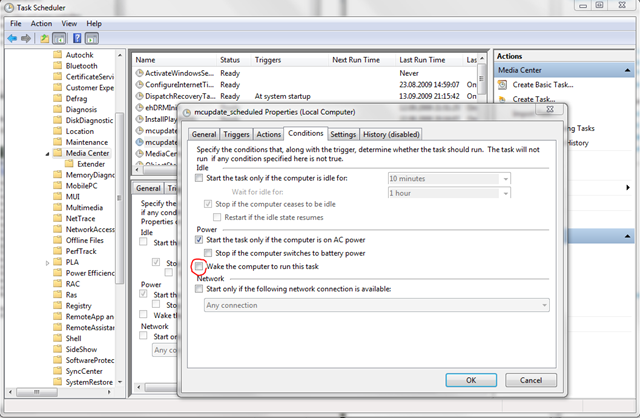 Task Scheduler
File Action View Help
Autochk
Bluetooth
CertificateServi
Customer Expe
Defrag
Diagnosis
DiskDiagnostic
Location
Maintenance
Media Center
Extender
MemoryDiagno
MobilePC
MUI
Multimedia
NetTrace
NetworkAccess
Offline Files
PerfTrack
PLA
Power Efficienc
RAC
Ras
Registry
RemoteApp and
RemoteAssistan
Shell
SideShow
SoftwareProtec
SyncCenter
SystemRestore
Name Status Triggers Next Run Time Last Run Time Las
ActivateWindowsSe... Ready Never
ConfigureInternetTi... Ready 23.08.2009 14:59:07 On
DispatchRecoveryTa... Ready At system startup 13.09.2009 21:15:42 On
ehDRMInit
InstallPlay
mcupdate
mcupdate
MediaCen
General Trig
Specify the
if any condit
Properties c
Idle
Start th
Sto
Power
Start this
Sto
Wake the
Network
Start onl
Any con
Actions
Media Center
Create Basic Task...
Create Task...
ing Tasks
History
mcupdate_scheduled Properties (Local Computer)
General Triggers Actions Conditions Settings History (disabled)
Specify the conditions that, along with the trigger, determine whether the task should run. The task will not
run if any condition specified here is not true.
Idle
Start the task only if the computer is idle for: 10 minutes
Wait for idle for: 1 hour
Stop if the computer ceases to be idle
Restart if the idle state resumes
Power
Start the task only if the computer is on AC power
Stop if the computer switches to battery power
Wake the computer to run this task
Network
Start only if the following network connection is available:
Any connection
OK Cancel